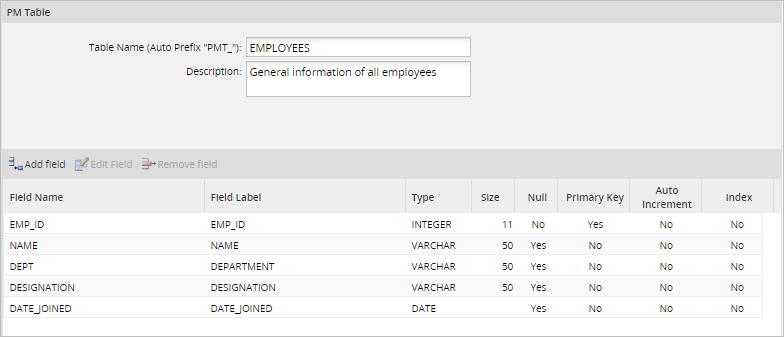 PM Table
Table Name (Auto Prefix "PMT_"): EMPLOYEES
Description: General information of all employees
Add field Edit Field Remove field
Field Name Field Label Type Size Null Primary Key Auto Increment Index
EMP_ID EMP_ID INTEGER 11 No Yes No No
NAME NAME VARCHAR 50 Yes No No No
DEPT DEPARTMENT VARCHAR 50 Yes No No No
DESIGNATION DESIGNATION VARCHAR 50 Yes No No No
DATE_JOINED DATE_JOINED DATE Yes No No No